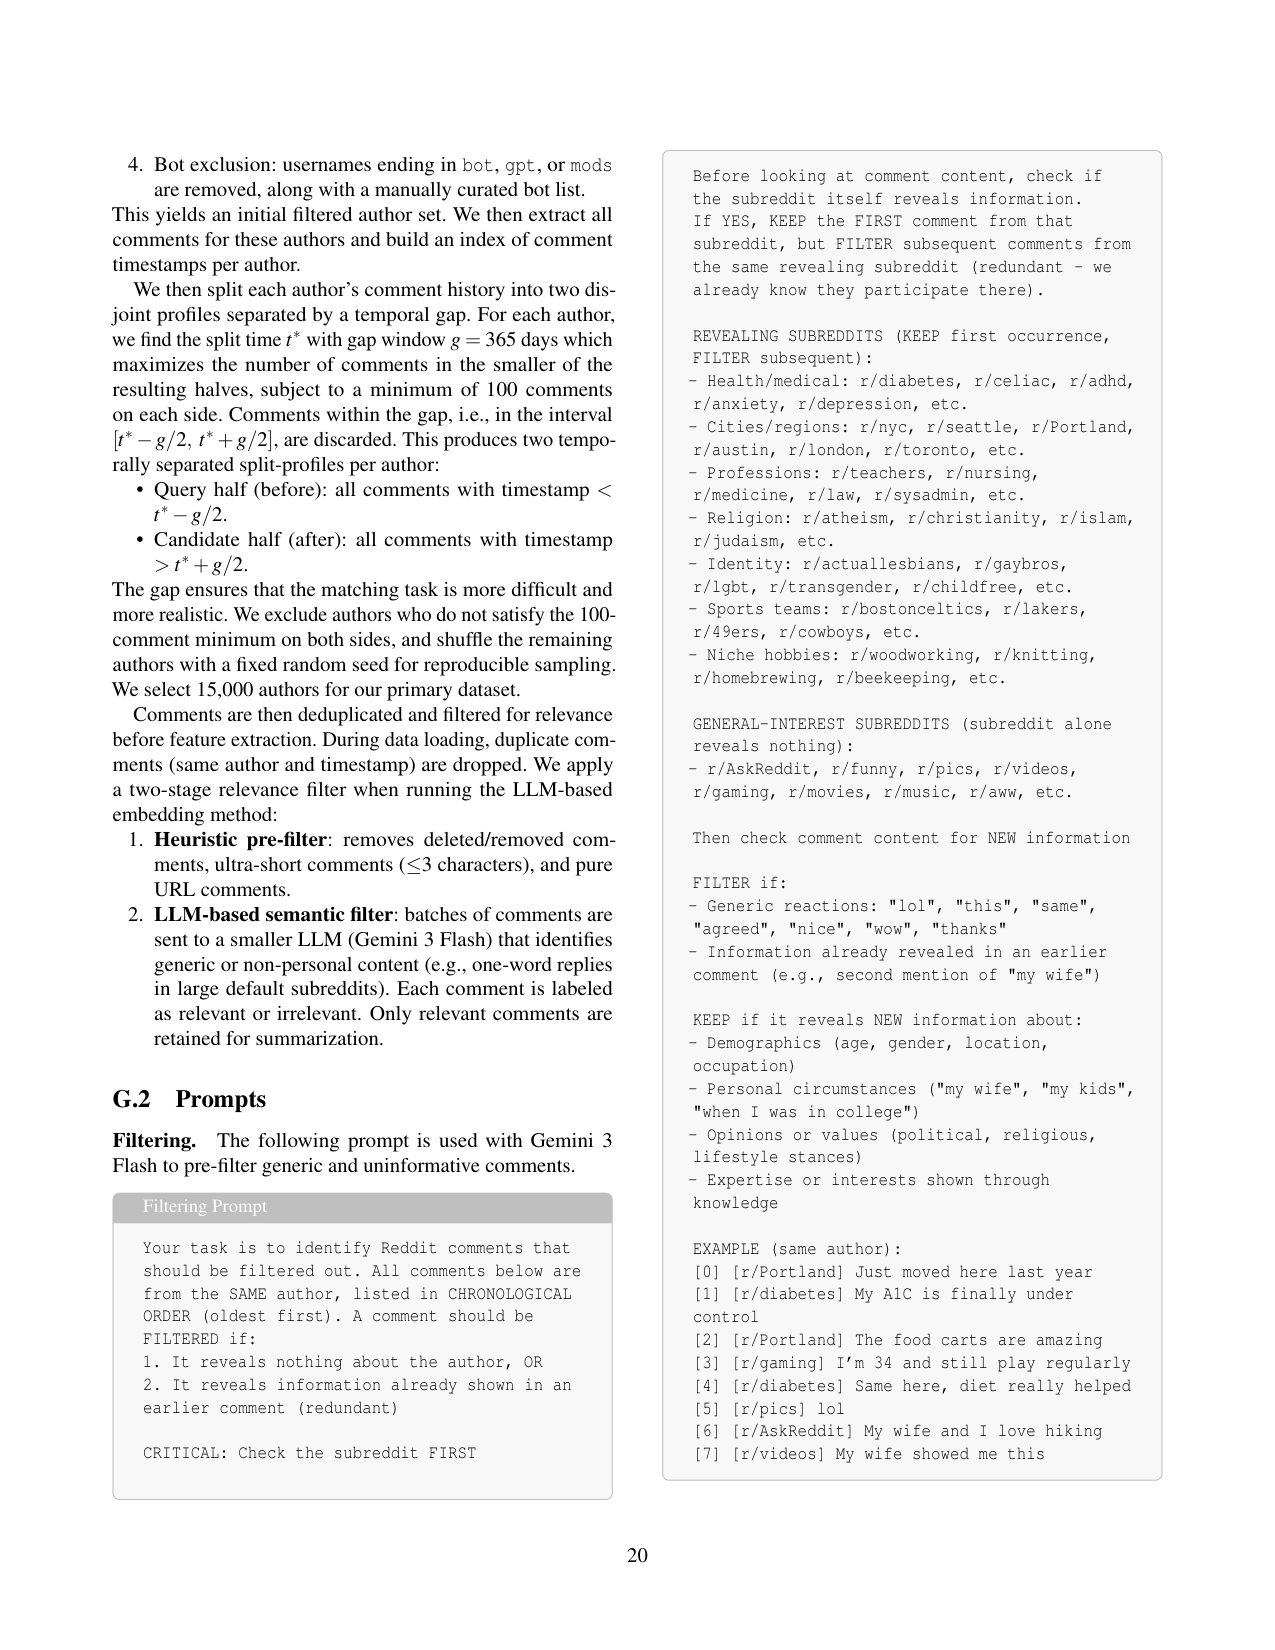 4. Bot exclusion: usernames ending in bot, gpt, or mods
are removed, along with a manually curated bot list.
This yields an initial filtered author set. We then extract all
comments for these authors and build an index of comment
timestamps per author.
We then split each author's comment history into two dis-
joint profiles separated by a temporal gap. For each author,
we find the split time t* with gap window g = 365 days which
maximizes the number of comments in the smaller of the
resulting halves, subject to a minimum of 100 comments
on each side. Comments within the gap, i.e., in the interval
[t* − g/2, t* + g/2], are discarded. This produces two tempo-
rally separated split-profiles per author:
• Query half (before): all comments with timestamp <
t* − g/2.
• Candidate half (after): all comments with timestamp
> t* + g/2.
The gap ensures that the matching task is more difficult and
more realistic. We exclude authors who do not satisfy the 100-
comment minimum on both sides, and shuffle the remaining
authors with a fixed random seed for reproducible sampling.
We select 15,000 authors for our primary dataset.
Comments are then deduplicated and filtered for relevance
before feature extraction. During data loading, duplicate com-
ments (same author and timestamp) are dropped. We apply
a two-stage relevance filter when running the LLM-based
embedding method:
1. Heuristic pre-filter: removes deleted/removed com-
ments, ultra-short comments (≤3 characters), and pure
URL comments.
2. LLM-based semantic filter: batches of comments are
sent to a smaller LLM (Gemini 3 Flash) that identifies
generic or non-personal content (e.g., one-word replies
in large default subreddits). Each comment is labeled
as relevant or irrelevant. Only relevant comments are
retained for summarization.
G.2 Prompts
Filtering. The following prompt is used with Gemini 3
Flash to pre-filter generic and uninformative comments.
Filtering Prompt
Your task is to identify Reddit comments that
should be filtered out. All comments below are
from the SAME author, listed in CHRONOLOGICAL
ORDER (oldest first). A comment should be
FILTERED if:
1. It reveals nothing about the author, OR
2. It reveals information already shown in an
earlier comment (redundant)
CRITICAL: Check the subreddit FIRST
Before looking at comment content, check if
the subreddit itself reveals information.
If YES, KEEP the FIRST comment from that
subreddit, but FILTER subsequent comments from
the same revealing subreddit (redundant - we
already know they participate there).
REVEALING SUBREDDITS (KEEP first occurrence,
FILTER subsequent):
- Health/medical: r/diabetes, r/celiac, r/adhd,
r/anxiety, r/depression, etc.
- Cities/regions: r/nyc, r/seattle, r/Portland,
r/austin, r/london, r/toronto, etc.
- Professions: r/teachers, r/nursing,
r/medicine, r/law, r/sysadmin, etc.
- Religion: r/atheism, r/christianity, r/islam,
r/judaism, etc.
- Identity: r/actuallesbians, r/gaybros,
r/lgbt, r/transgender, r/childfree, etc.
- Sports teams: r/bostonceltics, r/lakers,
r/49ers, r/cowboys, etc.
- Niche hobbies: r/woodworking, r/knitting,
r/homebrewing, r/beekeeping, etc.
GENERAL-INTEREST SUBREDDITS (subreddit alone
reveals nothing):
- r/AskReddit, r/funny, r/pics, r/videos,
r/gaming, r/movies, r/music, r/aww, etc.
Then check comment content for NEW information
FILTER if:
- Generic reactions: "lol", "this", "same",
"agreed", "nice", "wow", "thanks"
- Information already revealed in an earlier
comment (e.g., second mention of "my wife")
KEEP if it reveals NEW information about:
- Demographics (age, gender, location,
occupation)
- Personal circumstances ("my wife", "my kids",
"when I was in college")
- Opinions or values (political, religious,
lifestyle stances)
- Expertise or interests shown through
knowledge
EXAMPLE (same author):
[0] [r/Portland] Just moved here last year
[1] [r/diabetes] My A1C is finally under
control
[2] [r/Portland] The food carts are amazing
[3] [r/gaming] I'm 34 and still play regularly
[4] [r/diabetes] Same here, diet really helped
[5] [r/pics] lol
[6] [r/AskReddit] My wife and I love hiking
[7] [r/videos] My wife showed me this
20